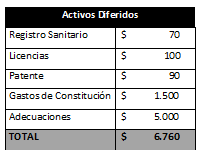 Activos Diferidos
Registro Sanitario $ 70
Licencias $ 100
Patente $ 90
Gastos de Constitución $ 1.500
Adecuaciones $ 5.000
TOTAL $ 6.760